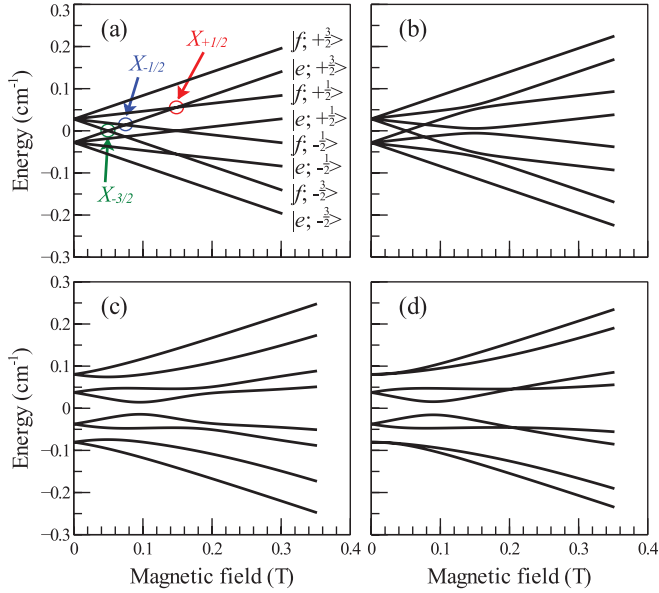 (a)
(b)
X+1/2
X-1/2
X-3/2
|f; +3/2>
|e; +3/2>
|f; +1/2>
|e; +1/2>
|f; -1/2>
|e; -1/2>
|f; -3/2>
|e; -3/2>
Energy (cm⁻¹)
0.3
0.2
0.1
0
−0.1
−0.2
−0.3
(c)
(d)
Energy (cm⁻¹)
0.3
0.2
0.1
0
−0.1
−0.2
−0.3
0 0.1 0.2 0.3 0.4
0 0.1 0.2 0.3 0.4
Magnetic field (T)
Magnetic field (T)